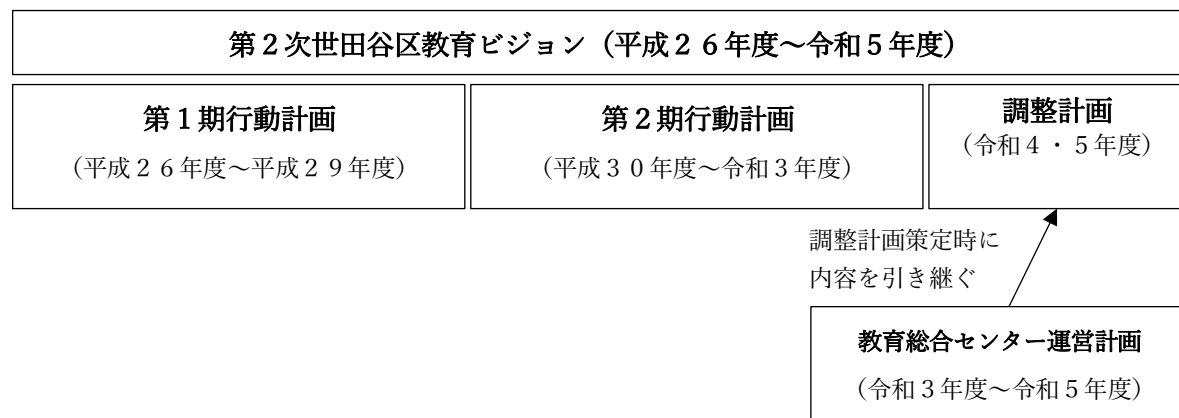 第２次世田谷区教育ビジョン（平成２６年度～令和５年度）
第１期行動計画
（平成２６年度～平成２９年度）
第２期行動計画
（平成３０年度～令和３年度）
調整計画
（令和４・５年度）
調整計画策定時に
内容を引き継ぐ
教育総合センター運営計画
（令和３年度～令和５年度）